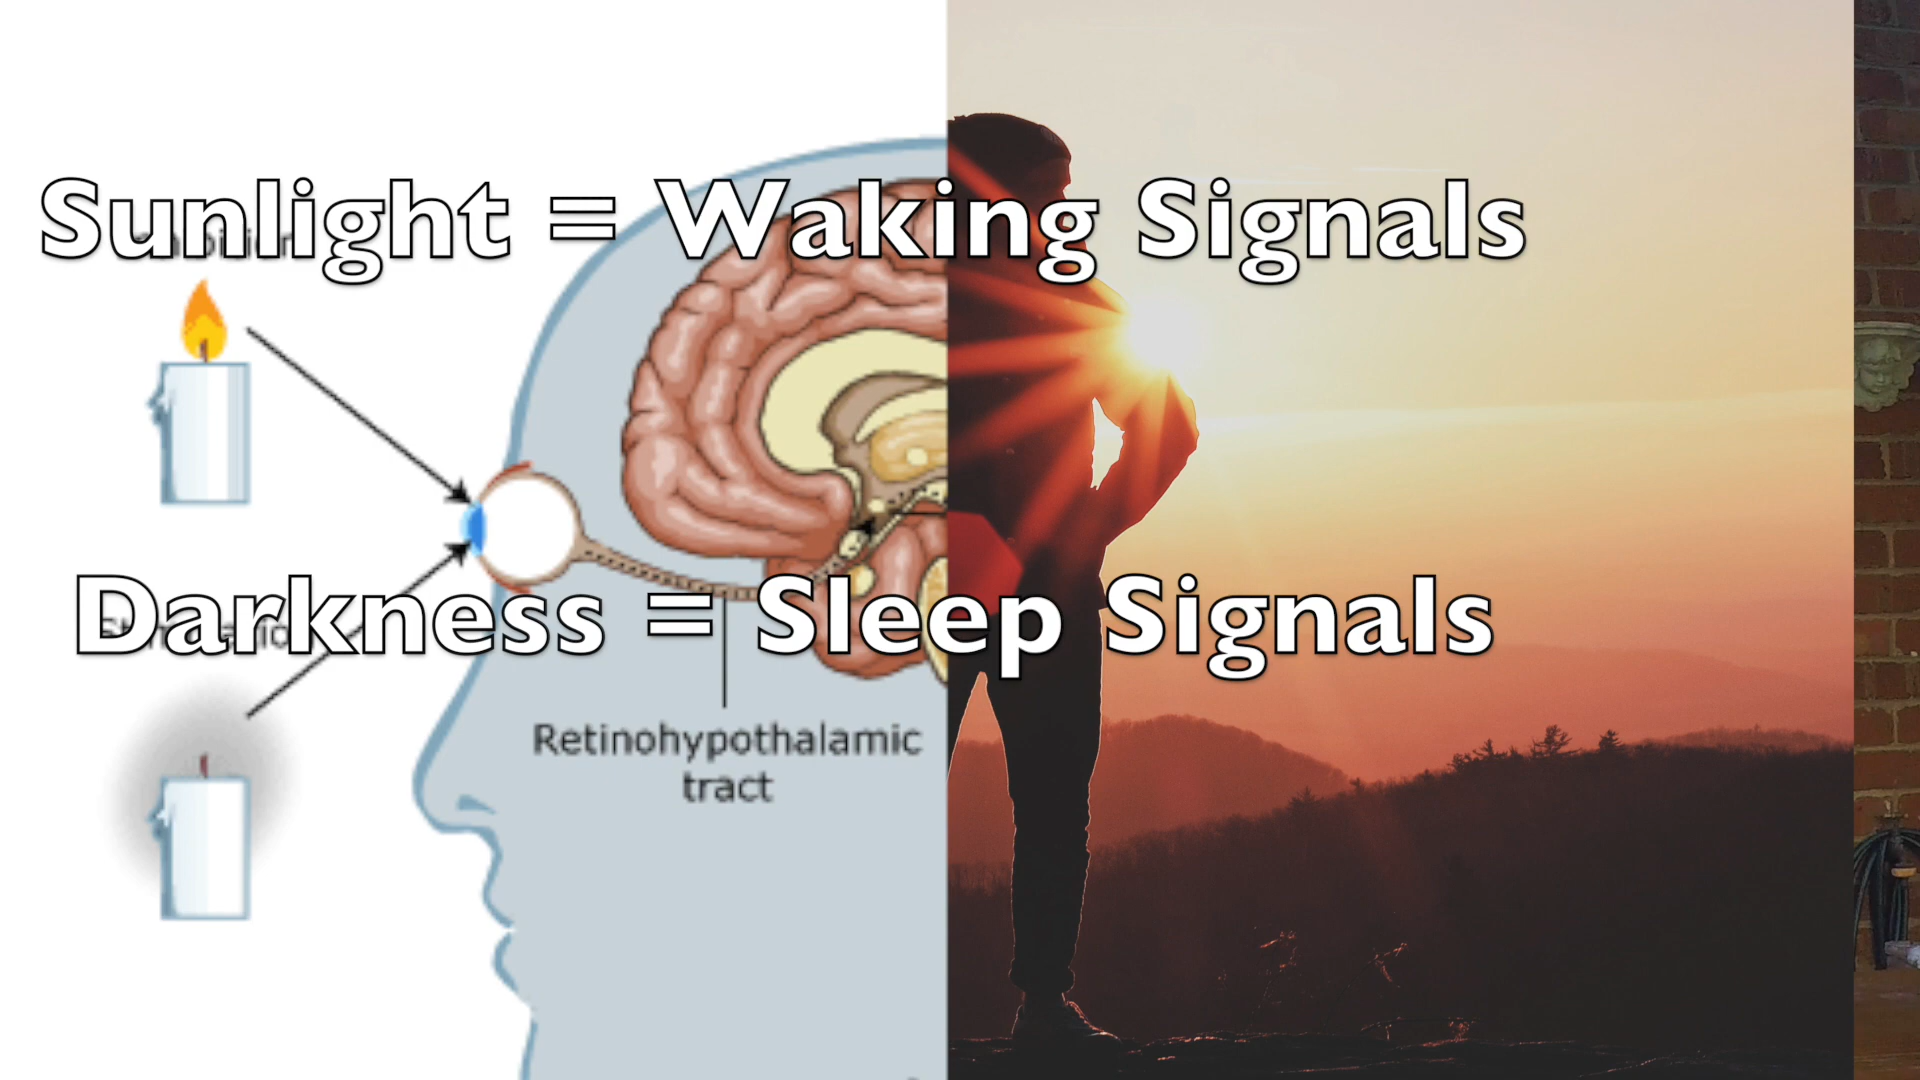 Sunlight = Waking Signals
Darkness = Sleep Signals
Retinohypothalamic
tract